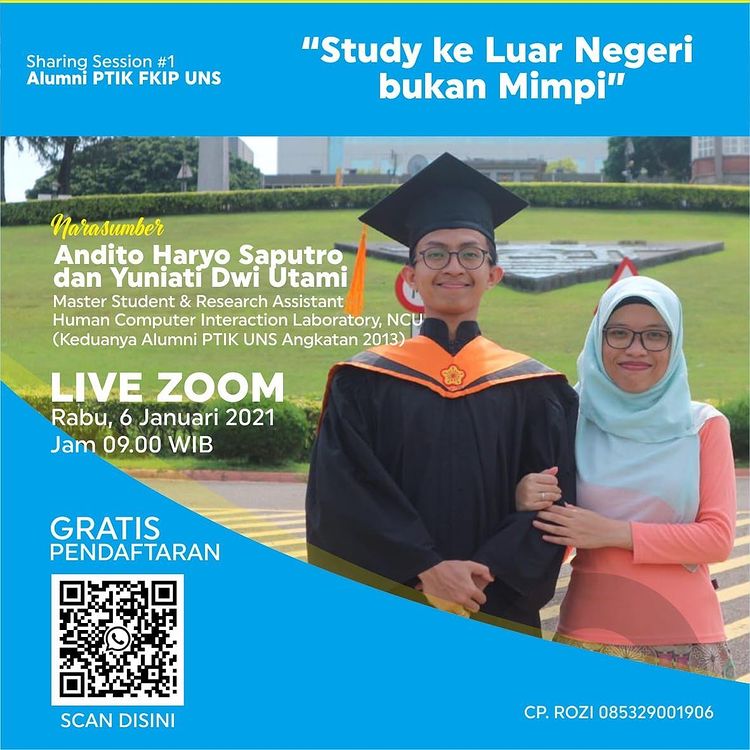 Sharing Session #1
Alumni PTIK FKIP UNS
“Study ke Luar Negeri
bukan Mimpi”
Narasumber
Andito Haryo Saputro
dan Yuniati Dwi Utami
Master Student & Research Assistant
Human Computer Interaction Laboratory, NCU
(Keduanya Alumni PTIK UNS Angkatan 2013)
LIVE ZOOM
Rabu, 6 Januari 2021
Jam 09.00 WIB
GRATIS
PENDAFTARAN
SCAN DISINI
CP. ROZI 085329001906